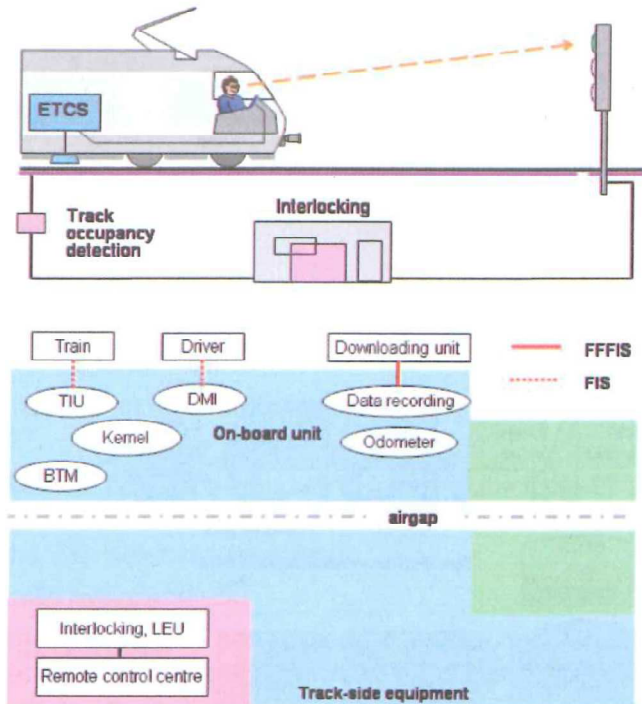 ETCS
Track
occupancy
detection
Interlocking
Train
Driver
Downloading unit
FFFIS
FIS
TIU
DMI
Data recording
Kernel
On-board unit
Odometer
BTM
airgap
Interlocking, LEU
Remote control centre
Track-side equipment